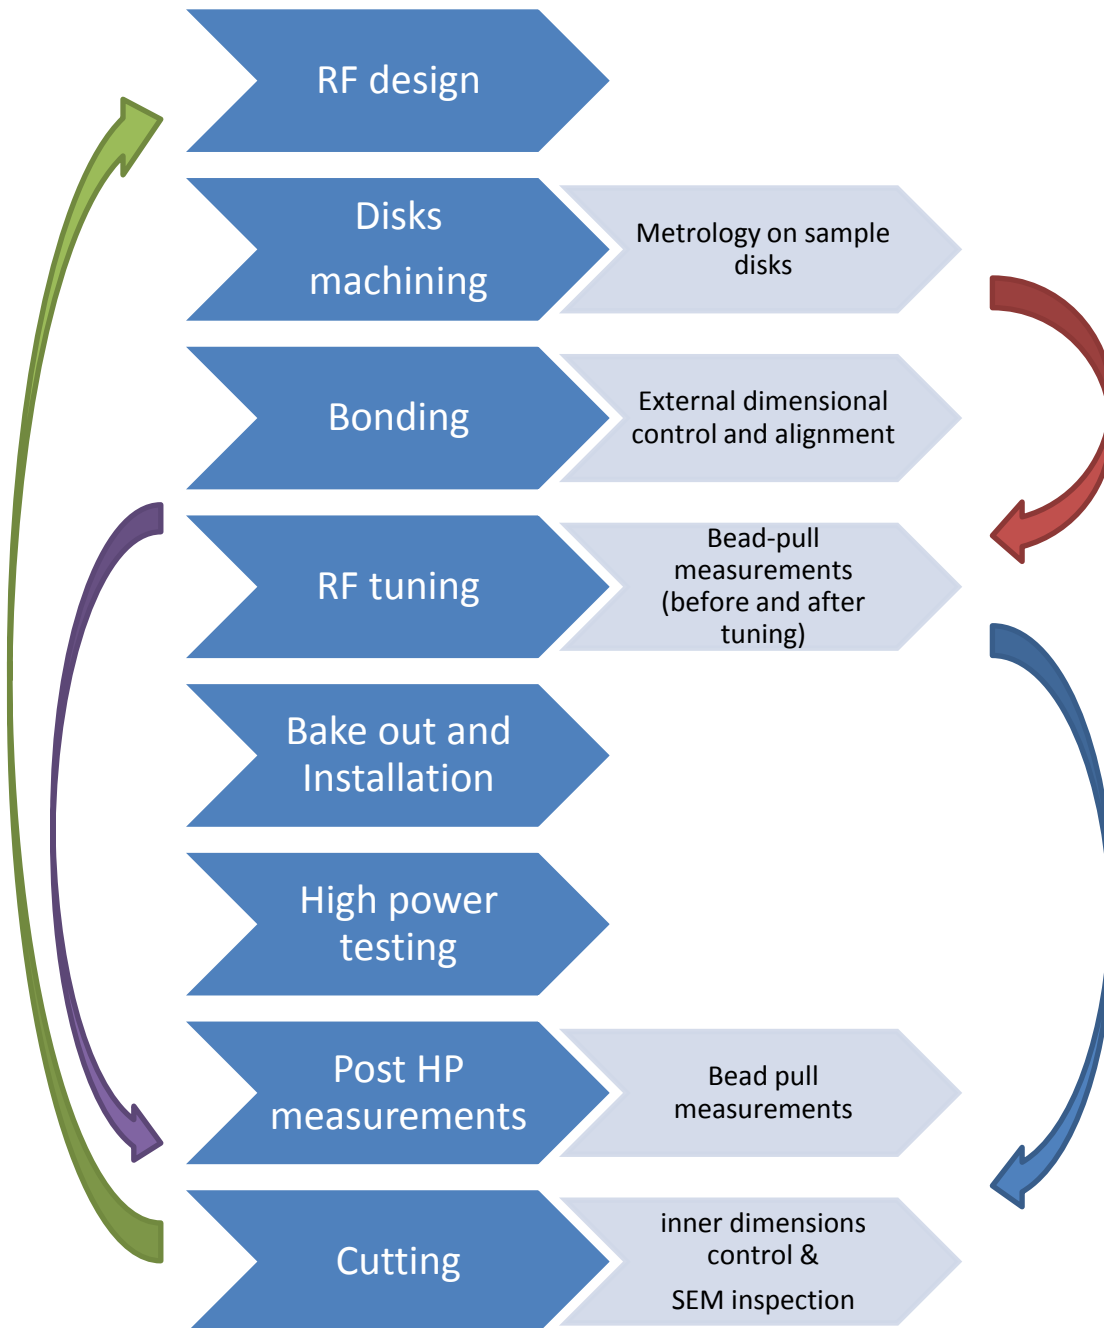 RF design
Disks
machining
Metrology on sample
disks
Bonding
External dimensional
control and alignment
RF tuning
Bead-pull
measurements
(before and after
tuning)
Bake out and
Installation
High power
testing
Post HP
measurements
Bead pull
measurements
Cutting
inner dimensions
control &
SEM inspection